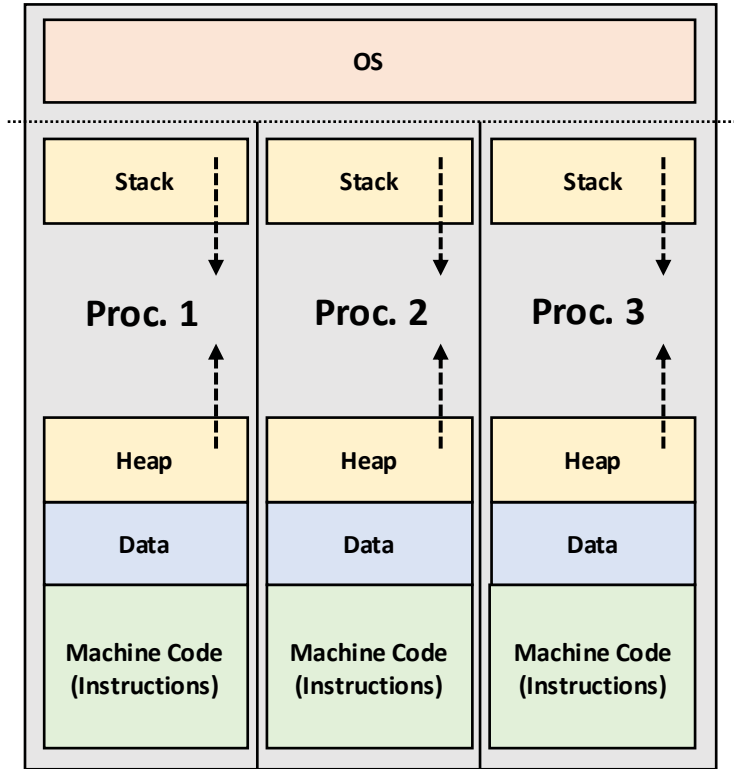 OS
Stack
Stack
Stack
Proc. 1
Proc. 2
Proc. 3
Heap
Heap
Heap
Data
Data
Data
Machine Code
(Instructions)
Machine Code
(Instructions)
Machine Code
(Instructions)